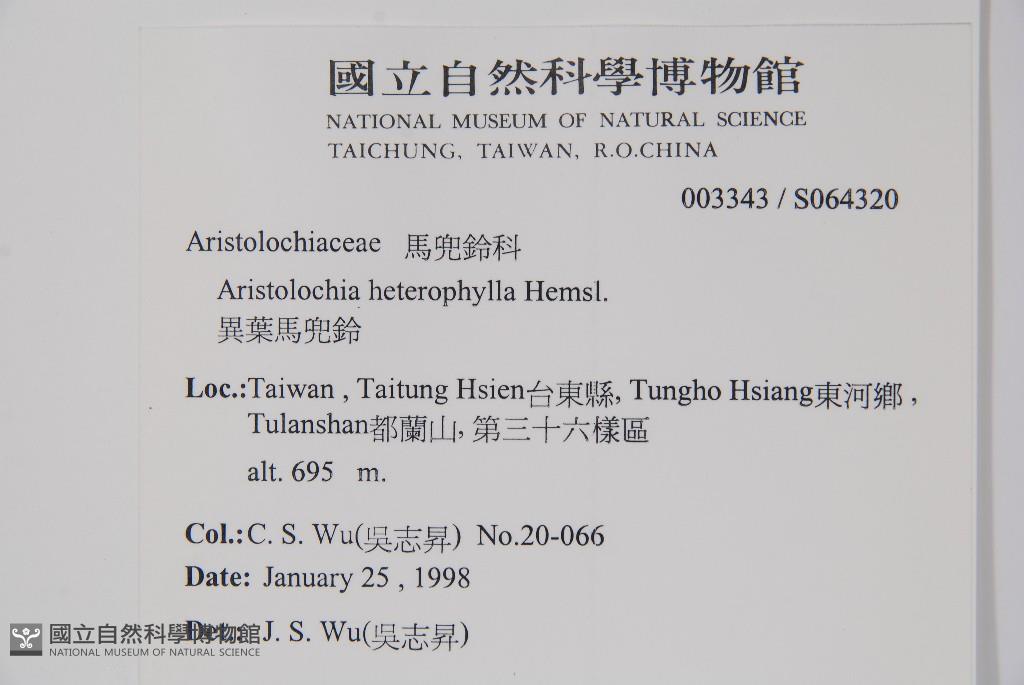 國立自然科學博物館
NATIONAL MUSEUM OF NATURAL SCIENCE
TAICHUNG, TAIWAN, R.O.CHINA
003343 / S064320
Aristolochiaceae 馬兜鈴科
Aristolochia heterophylla Hemsl.
異葉馬兜鈴
Loc.:Taiwan , Taitung Hsien台東縣, Tungho Hsiang東河鄉 ,
Tulanshan都蘭山, 第三十六樣區
alt. 695 m.
Col.:C. S. Wu(吳志昇) No.20-066
Date: January 25 , 1998
Det.: J. S. Wu(吳志昇)
國立自然科學博物館
NATIONAL MUSEUM OF NATURAL SCIENCE